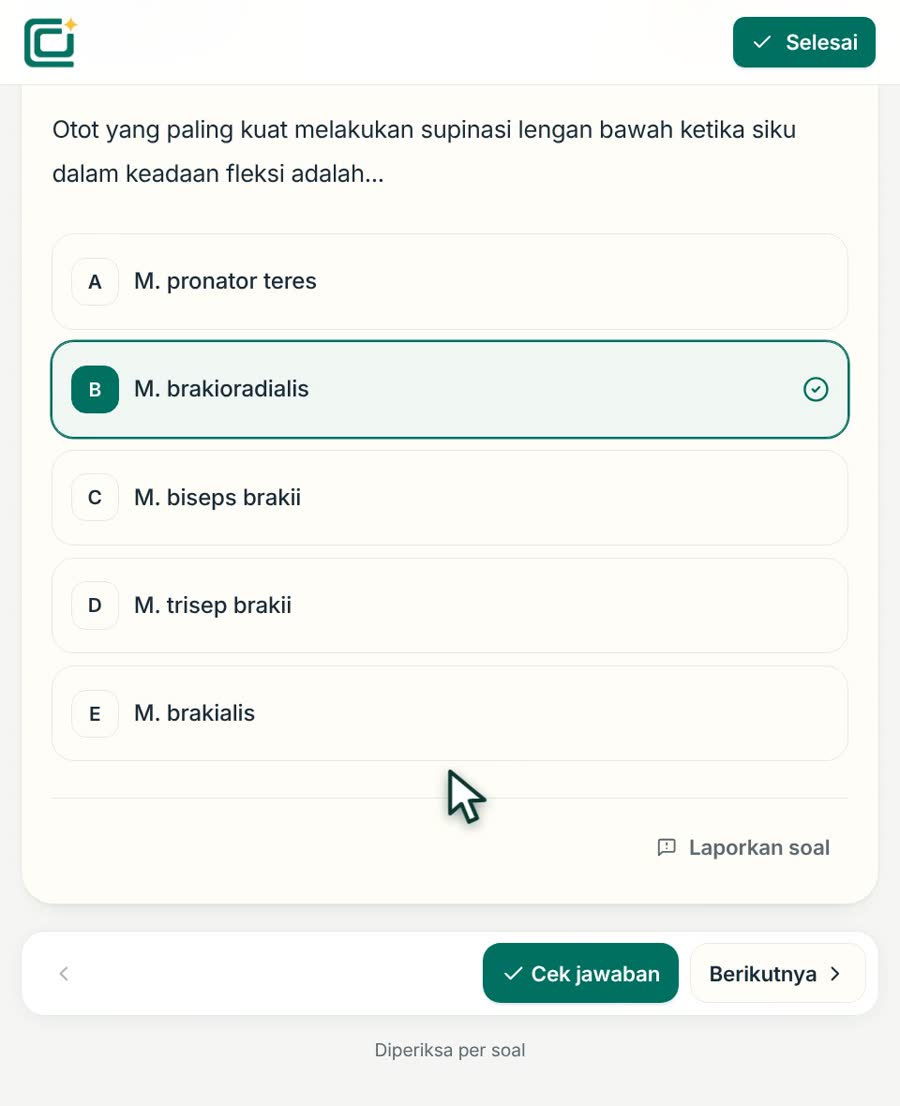 Selesai
Otot yang paling kuat melakukan supinasi lengan bawah ketika siku
dalam keadaan fleksi adalah...
A M. pronator teres
B M. brakioradialis
C M. biseps brakii
D M. trisep brakii
E M. brakialis
Laporkan soal
Cek jawaban
Berikutnya
Diperiksa per soal